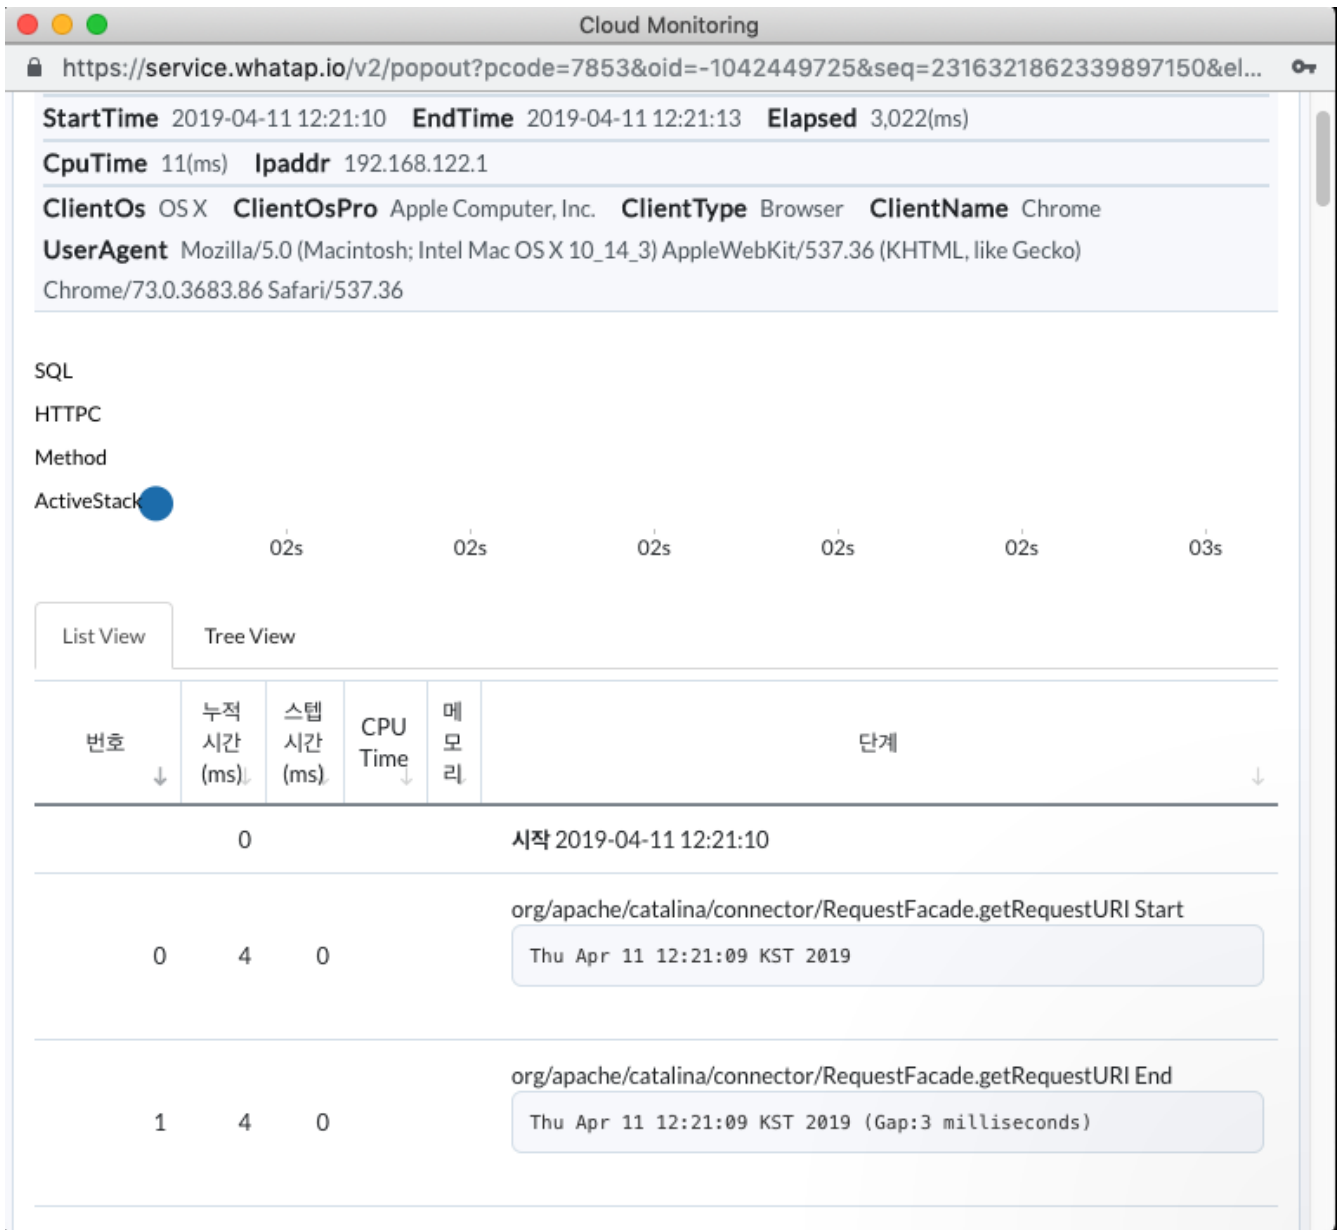 Cloud Monitoring
https://service.whatap.io/v2/popout?pcode=7853&oid=-1042449725&seq=2316321862339897150&el...
StartTime 2019-04-11 12:21:10 EndTime 2019-04-11 12:21:13 Elapsed 3,022(ms)
CpuTime 11(ms) Ipaddr 192.168.122.1
ClientOs OS X ClientOsPro Apple Computer, Inc. ClientType Browser ClientName Chrome
UserAgent Mozilla/5.0 (Macintosh; Intel Mac OS X 10_14_3) AppleWebKit/537.36 (KHTML, like Gecko)
Chrome/73.0.3683.86 Safari/537.36
SQL
HTTPC
Method
ActiveStack
02s 02s 02s 02s 02s 03s
List View Tree View
번호
누적
시간
(ms)
스텝
시간
(ms)
CPU
Time
메
모
리
단계
0 시작 2019-04-11 12:21:10
org/apache/catalina/connector/RequestFacade.getRequestURI Start
0 4 0 Thu Apr 11 12:21:09 KST 2019
org/apache/catalina/connector/RequestFacade.getRequestURI End
1 4 0 Thu Apr 11 12:21:09 KST 2019 (Gap:3 milliseconds)